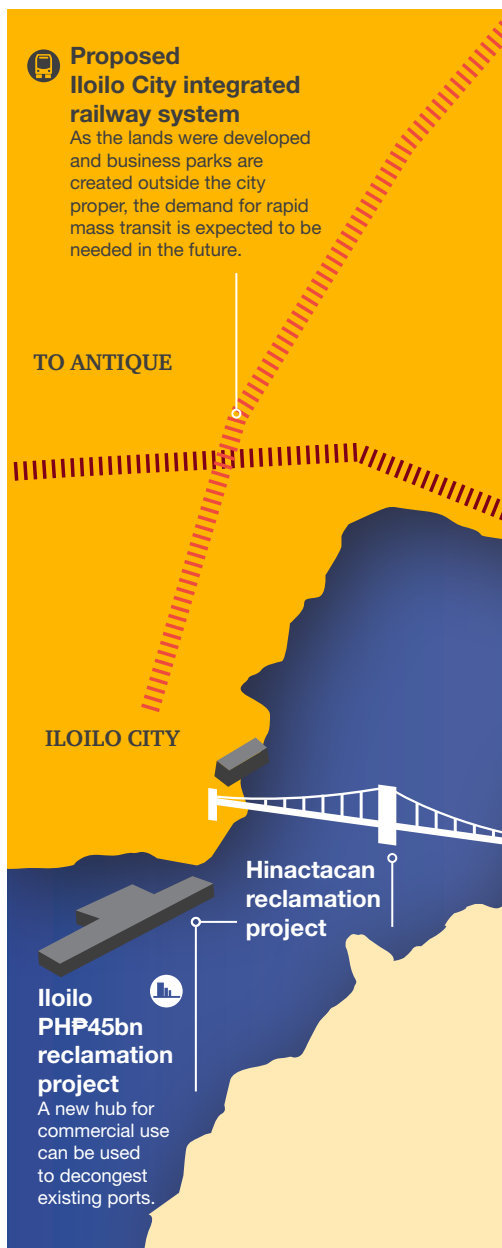 Proposed
Iloilo City integrated
railway system
As the lands were developed
and business parks are
created outside the city
proper, the demand for rapid
mass transit is expected to be
needed in the future.
TO ANTIQUE
ILOILO CITY
Hinactacan
reclamation
project
Iloilo
PH₱45bn
reclamation
project
A new hub for
commercial use
can be used
to decongest
existing ports.